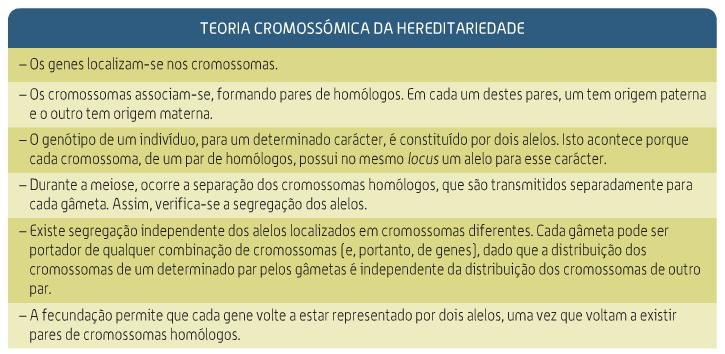 TEORIA CROMOSSÓMICA DA HEREDITARIEDADE
– Os genes localizam-se nos cromossomas.
– Os cromossomas associam-se, formando pares de homólogos. Em cada um destes pares, um tem origem paterna
e o outro tem origem materna.
– O genótipo de um indivíduo, para um determinado carácter, é constituído por dois alelos. Isto acontece porque
cada cromossoma, de um par de homólogos, possui no mesmo locus um alelo para esse carácter.
– Durante a meiose, ocorre a separação dos cromossomas homólogos, que são transmitidos separadamente para
cada gâmeta. Assim, verifica-se a segregação dos alelos.
– Existe segregação independente dos alelos localizados em cromossomas diferentes. Cada gâmeta pode ser
portador de qualquer combinação de cromossomas (e, portanto, de genes), dado que a distribuição dos
cromossomas de um determinado par pelos gâmetas é independente da distribuição dos cromossomas de outro
par.
– A fecundação permite que cada gene volte a estar representado por dois alelos, uma vez que voltam a existir
pares de cromossomas homólogos.